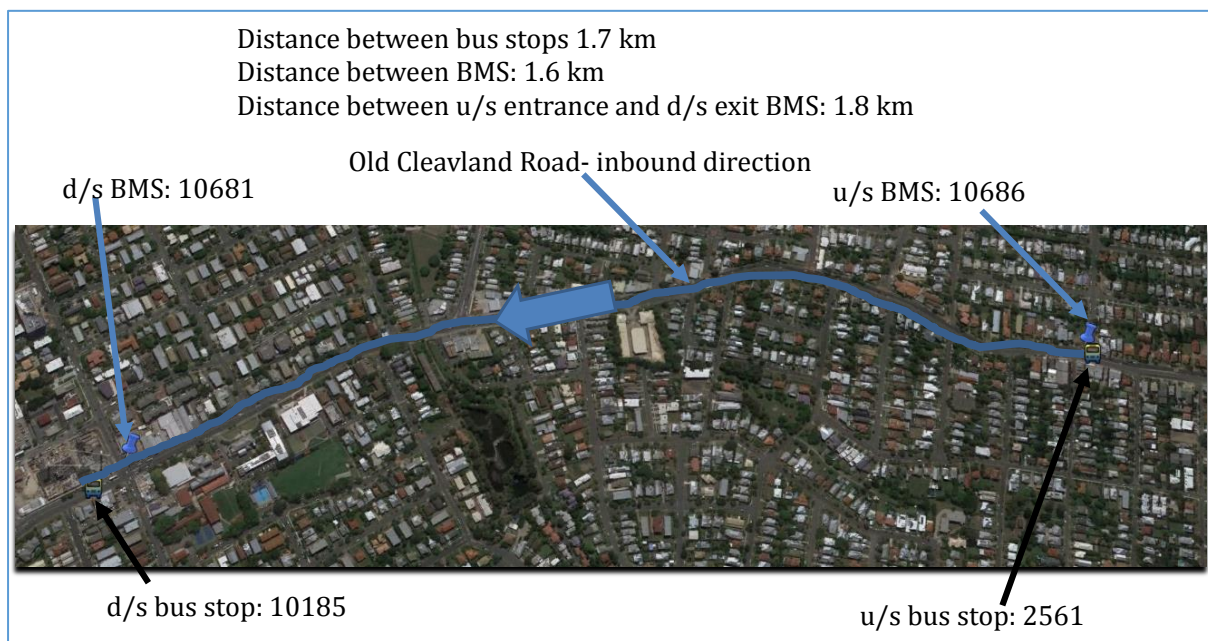 Distance between bus stops 1.7 km
Distance between BMS: 1.6 km
Distance between u/s entrance and d/s exit BMS: 1.8 km
Old Cleavland Road- inbound direction
d/s BMS: 10681
u/s BMS: 10686
d/s bus stop: 10185
u/s bus stop: 2561